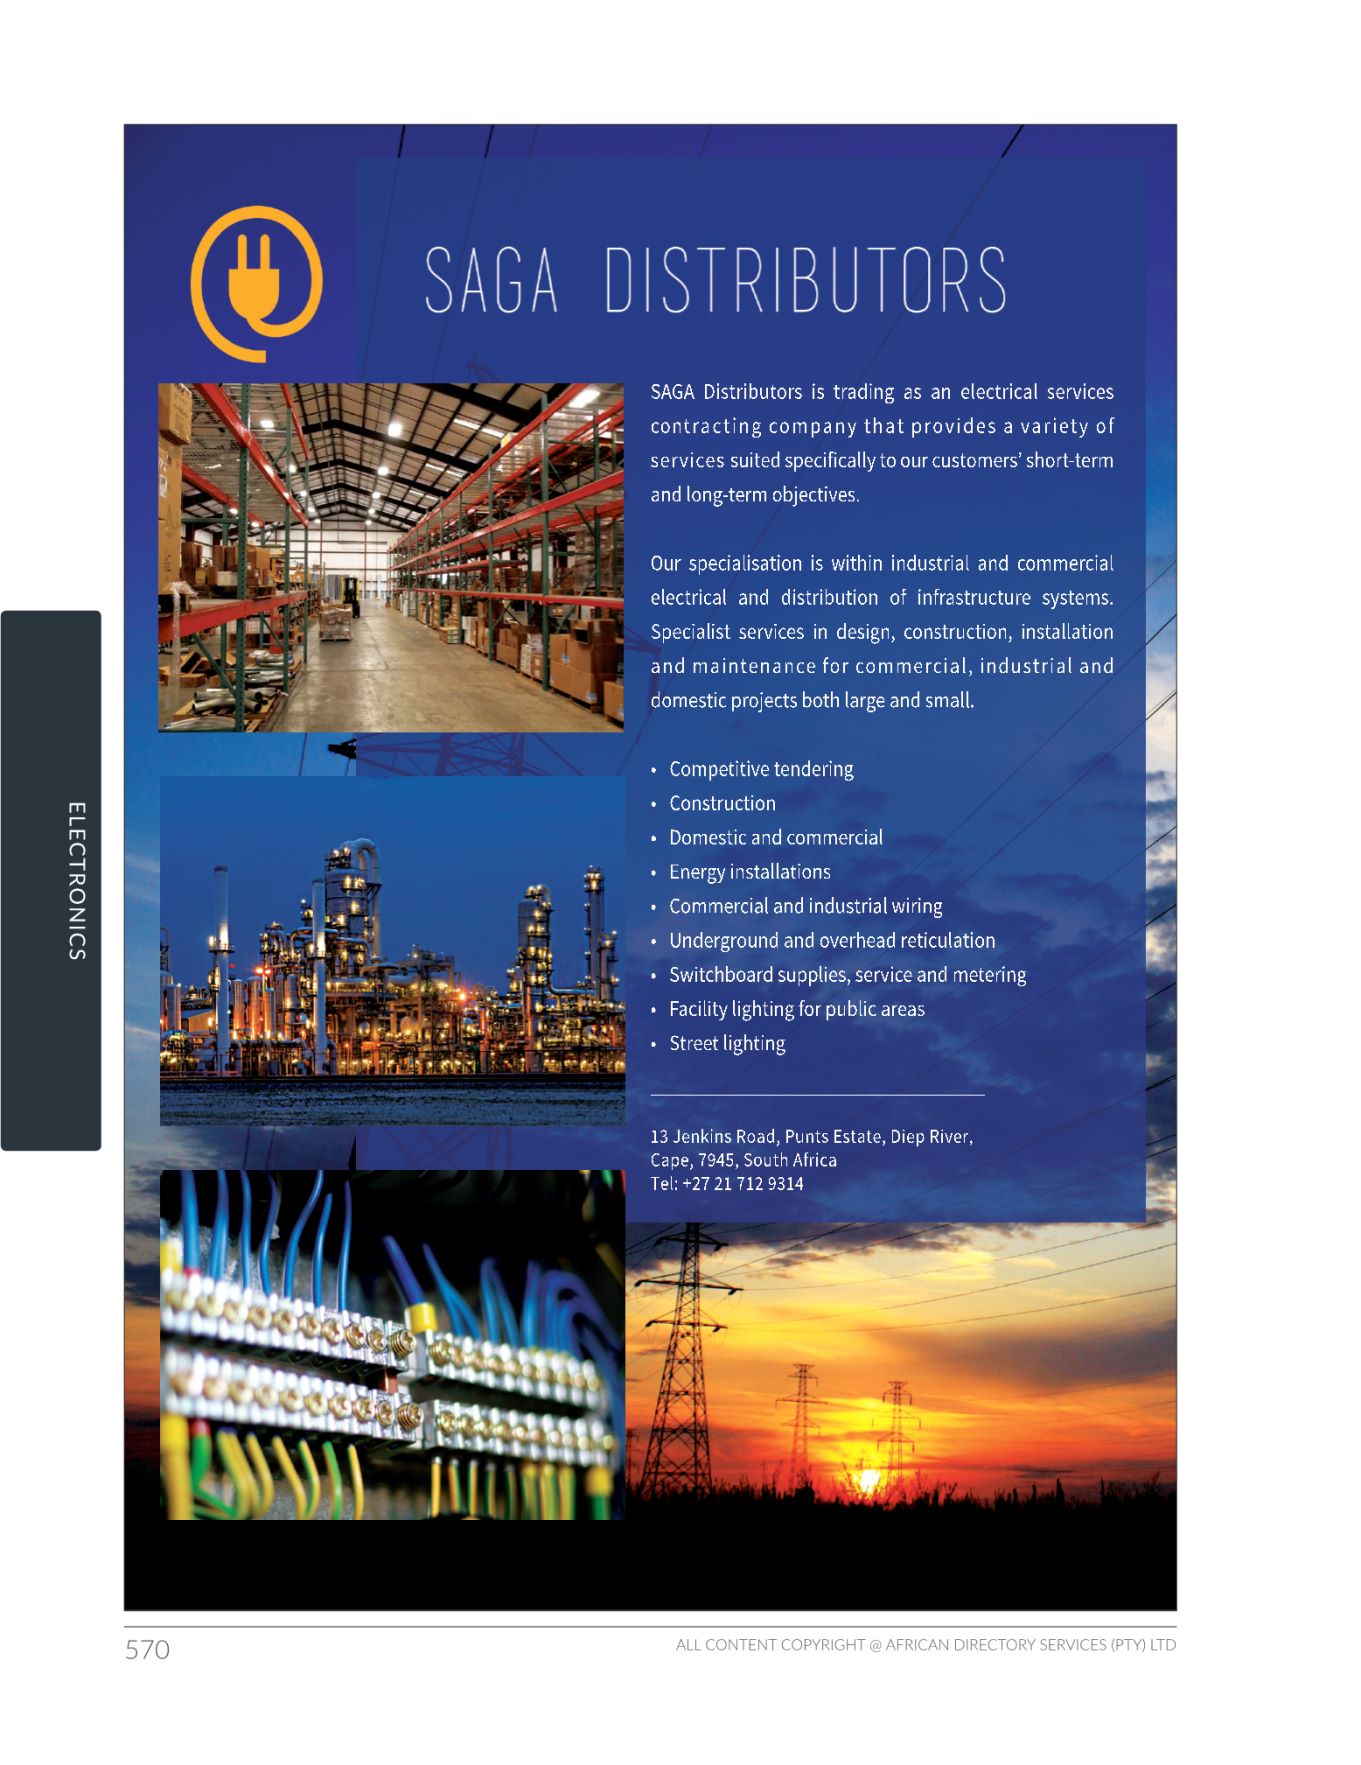 SAGA DISTRIBUTORS
SAGA Distributors is trading as an electrical services
contracting company that provides a variety of
services suited specifically to our customers’ short-term
and long-term objectives.
Our specialisation is within industrial and commercial
electrical and distribution of infrastructure systems.
Specialist services in design, construction, installation
and maintenance for commercial, industrial and
domestic projects both large and small.
• Competitive tendering
• Construction
• Domestic and commercial
• Energy installations
• Commercial and industrial wiring
• Underground and overhead reticulation
• Switchboard supplies, service and metering
• Facility lighting for public areas
• Street lighting
13 Jenkins Road, Punts Estate, Diep River,
Cape, 7945, South Africa
Tel: +27 21 712 9314
ELECTRONICS
570
ALL CONTENT COPYRIGHT @ AFRICAN DIRECTORY SERVICES (PTY) LTD